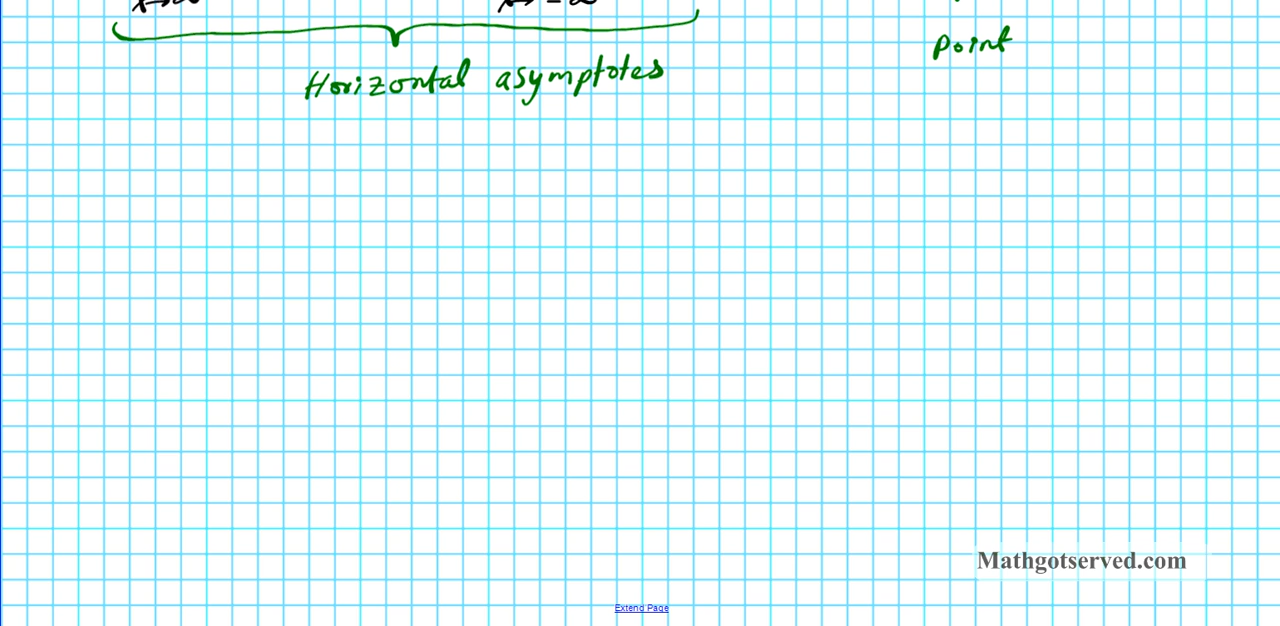 x→∞ x→-∞
Point
Horizontal asymptotes
Mathgotserved.com
Extend Page